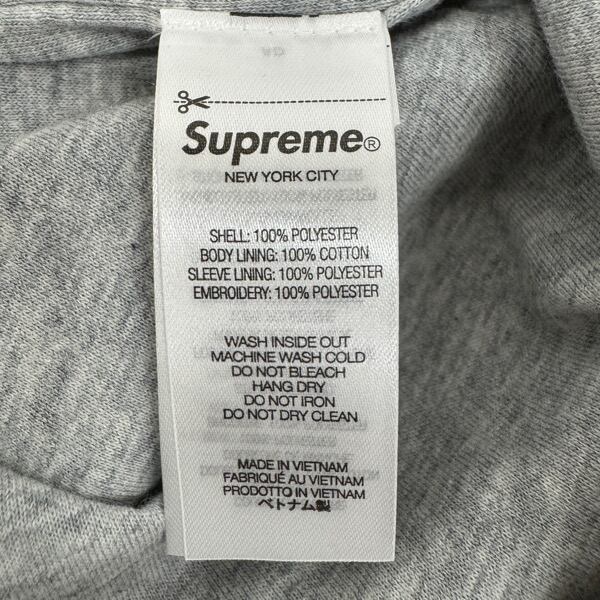 Supreme®
NEW YORK CITY
SHELL: 100% POLYESTER
BODY LINING: 100% COTTON
SLEEVE LINING: 100% POLYESTER
EMBROIDERY: 100% POLYESTER
WASH INSIDE OUT
MACHINE WASH COLD
DO NOT BLEACH
HANG DRY
DO NOT IRON
DO NOT DRY CLEAN
MADE IN VIETNAM
FABRIQUÉ AU VIETNAM
PRODOTTO IN VIETNAM
ベトナム製